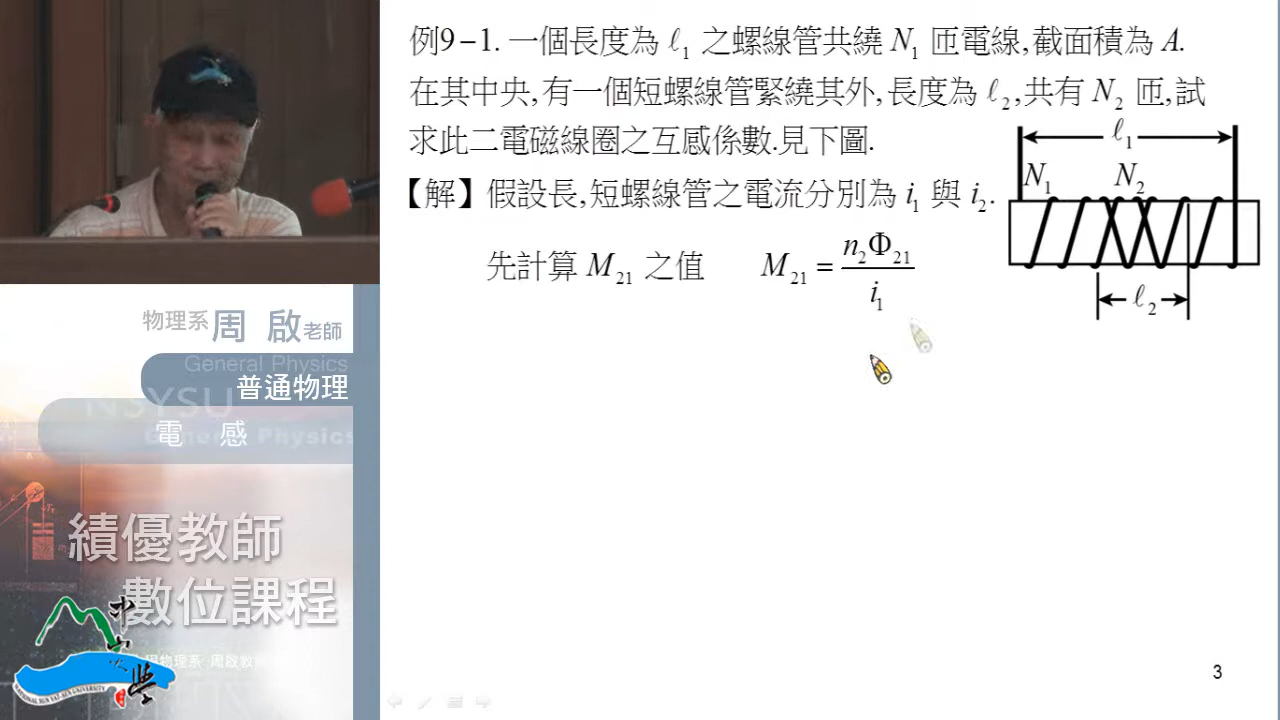 例9-1. 一個長度為 ℓ₁ 之螺線管共繞 N₁ 匝電線,截面積為 A.
在其中央,有一個短螺線管緊繞其外,長度為 ℓ₂,共有 N₂ 匝,試
求此二電磁線圈之互感係數.見下圖.
【解】假設長,短螺線管之電流分別為 i₁ 與 i₂.
先計算 M₂₁ 之值 M₂₁ = n₂Φ₂₁ / i₁
ℓ₁
N₁ N₂
ℓ₂
物理系周 啟老師
General Physics
普通物理
NSYSU
電 感
General Physics
績優教師
數位課程
3